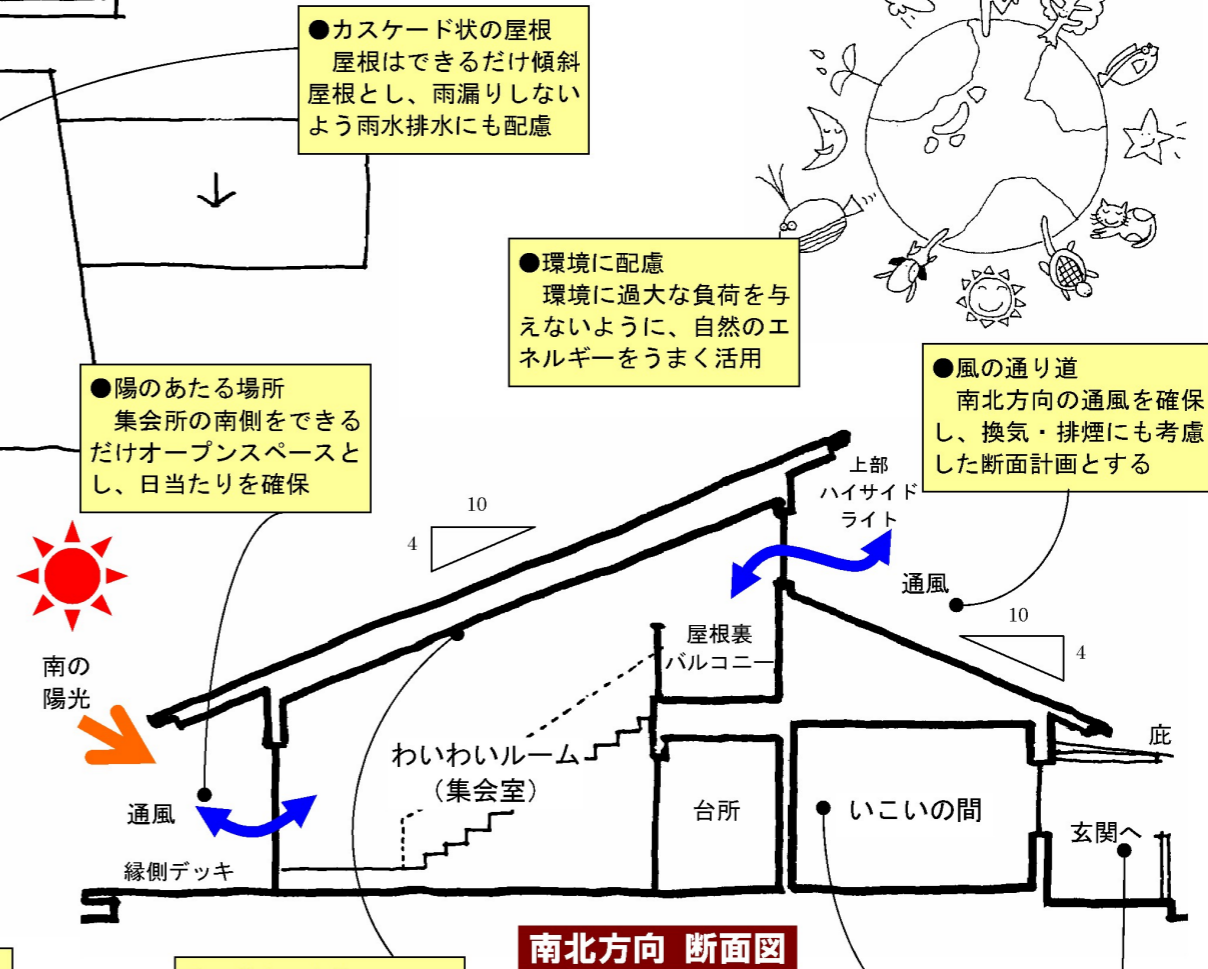 ●カスケード状の屋根
屋根はできるだけ傾斜
屋根とし、雨漏りしない
よう雨水排水にも配慮
●環境に配慮
環境に過大な負荷を与
えないように、自然のエ
ネルギーをうまく活用
●陽のあたる場所
集会所の南側をできる
だけオープンスペースと
し、日当たりを確保
●風の通り道
南北方向の通風を確保
し、換気・排煙にも考慮
した断面計画とする
上部
ハイサイド
ライト
10
4
通風
10
4
南の
陽光
屋根裏
バルコニー
庇
わいわいルーム
（集会室）
通風
台所
いこいの間
玄関へ
縁側デッキ
南北方向 断面図